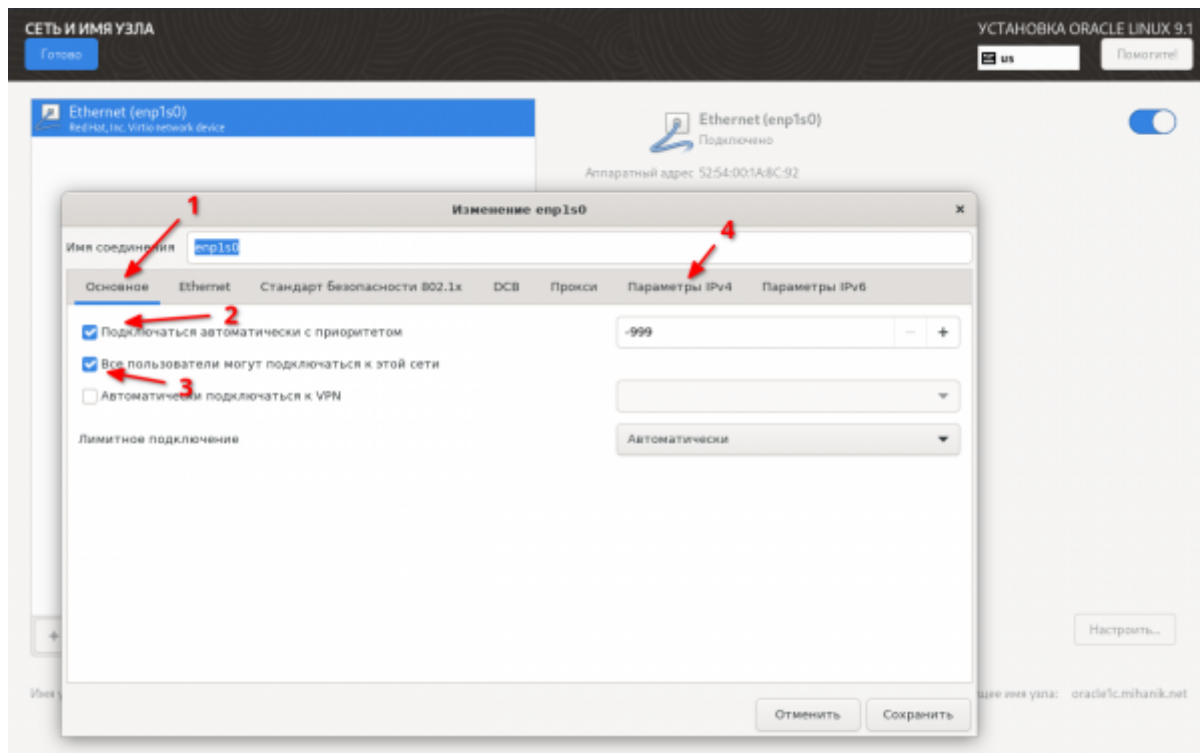 СЕТЬ И ИМЯ УЗЛА
УСТАНОВКА ORACLE LINUX 9.1
Готово
us
Помогите!
Ethernet (enp1s0)
Red Hat, Inc. Virtio network device
Ethernet (enp1s0)
Подключено
Аппаратный адрес 52:54:00:1A:8C:92
Изменение enp1s0
1
4
Имя соединения enp1s0
Основное Ethernet Стандарт безопасности 802.1x DCB Прокси Параметры IPv4 Параметры IPv6
2
Подключаться автоматически с приоритетом -999 − +
Все пользователи могут подключаться к этой сети
3
Автоматически подключаться к VPN
Лимитное подключение Автоматически
+
Настроить...
имя узла: oracle1c.mihanik.net
Отменить Сохранить